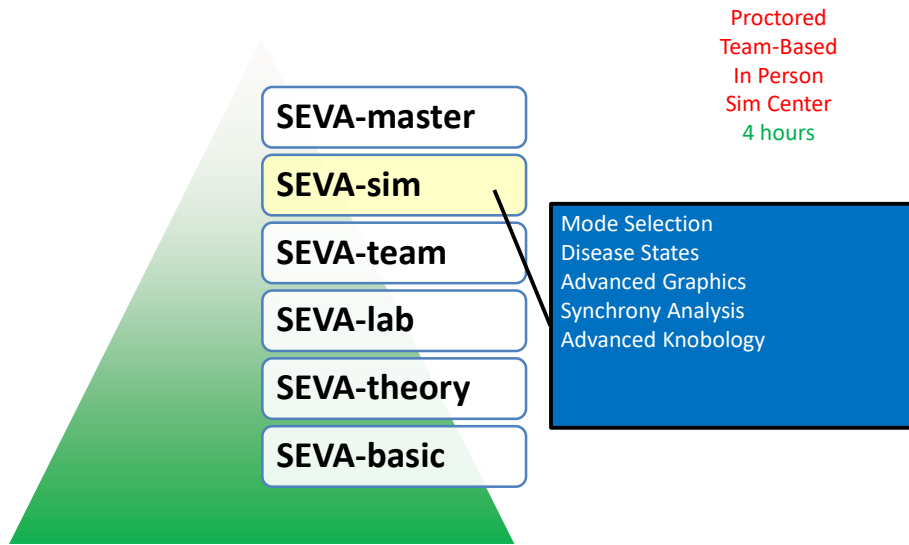 Proctored
Team-Based
In Person
Sim Center
4 hours
SEVA-master
SEVA-sim
SEVA-team
SEVA-lab
SEVA-theory
SEVA-basic
Mode Selection
Disease States
Advanced Graphics
Synchrony Analysis
Advanced Knobology